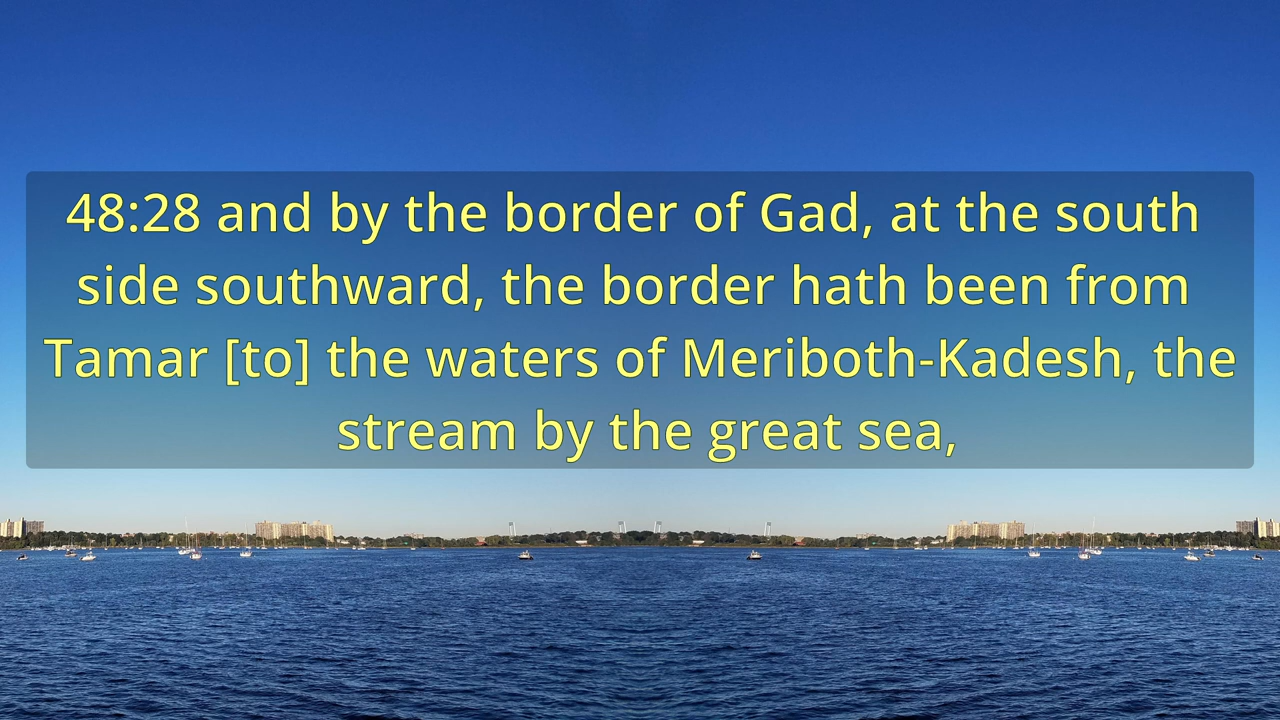 48:28 and by the border of Gad, at the south
side southward, the border hath been from
Tamar [to] the waters of Meriboth-Kadesh, the
stream by the great sea,